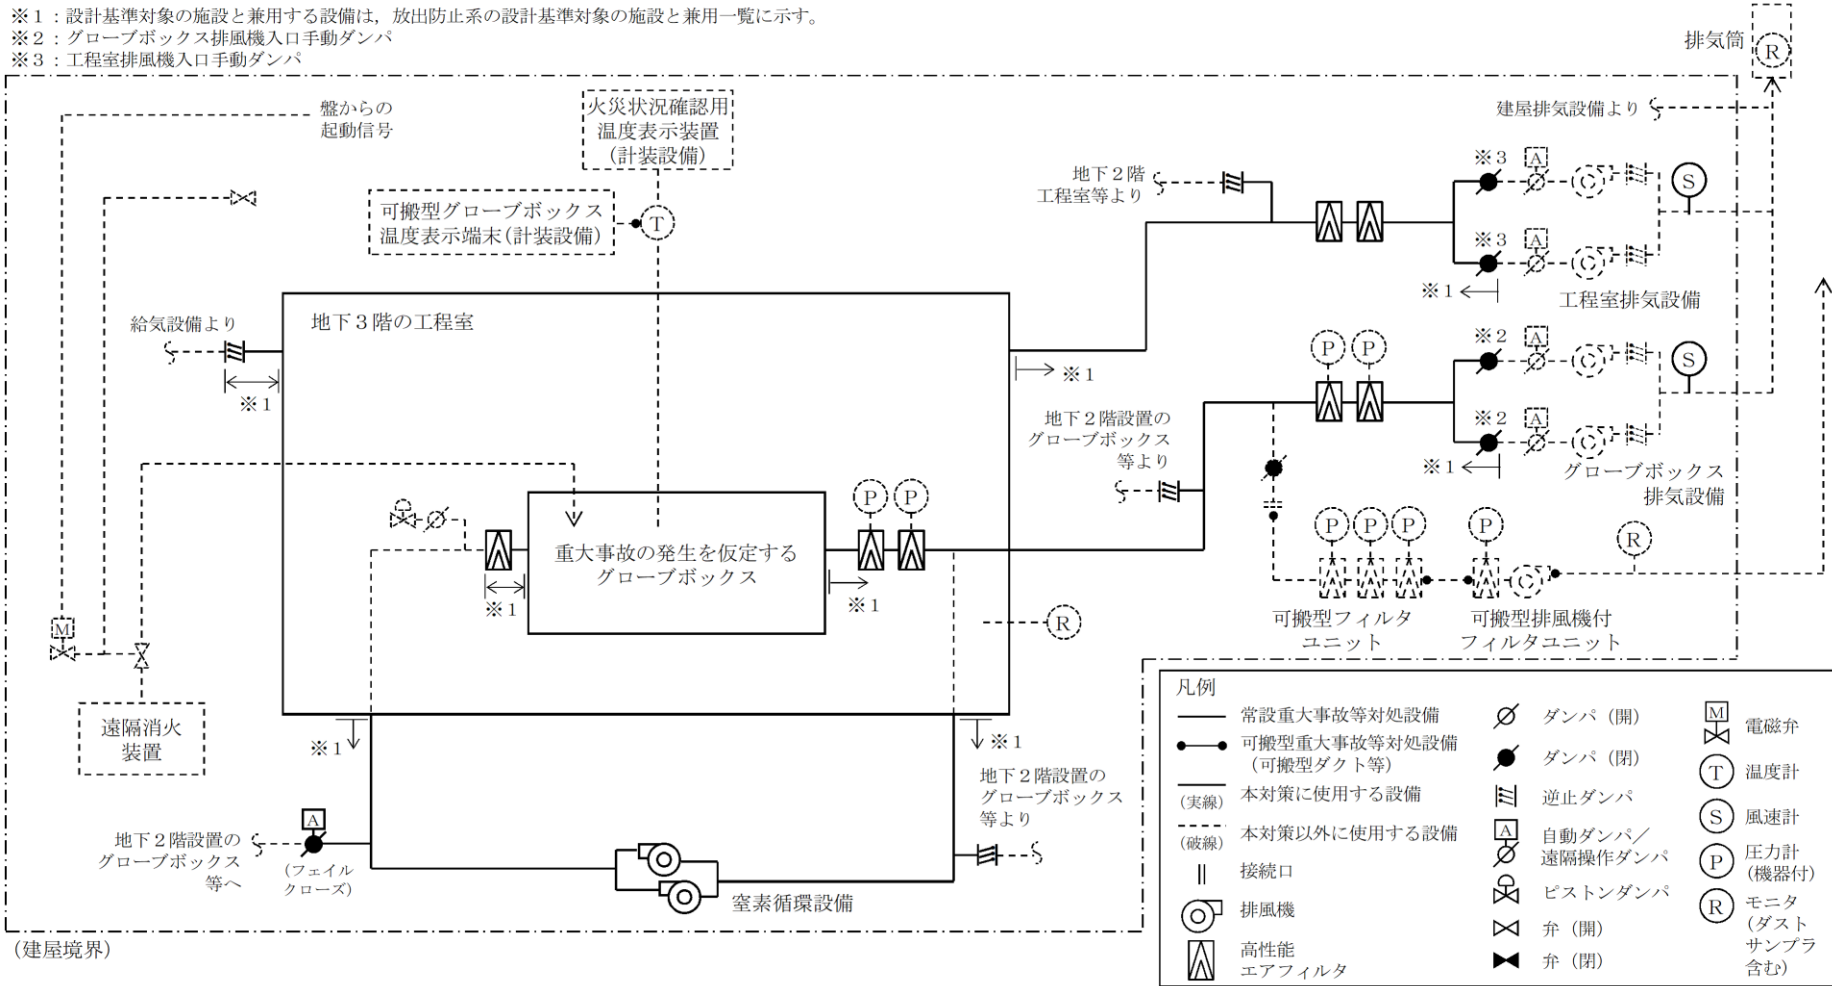 ※1：設計基準対象の施設と兼用する設備は，放出防止系の設計基準対象の施設と兼用一覧に示す。
※2：グローブボックス排風機入口手動ダンパ
※3：工程室排風機入口手動ダンパ
排気筒
R
建屋排気設備より
盤からの
起動信号
火災状況確認用
温度表示装置
(計装設備)
可搬型グローブボックス
温度表示端末(計装設備)
T
地下2階
工程室等より
※3
A
S
※3
A
※1
工程室排気設備
給気設備より
※1
地下3階の工程室
※1
P
P
※2
A
S
※2
A
※1
グローブボックス
排気設備
地下2階設置の
グローブボックス
等より
重大事故の発生を仮定する
グローブボックス
※1
P
P
※1
R
P
P
P
P
R
可搬型フィルタ
ユニット
可搬型排風機付
フィルタユニット
M
遠隔消火
装置
※1
※1
地下2階設置の
グローブボックス
等より
A
地下2階設置の
グローブボックス
等へ
(フェイル
クローズ)
窒素循環設備
(建屋境界)
凡例
常設重大事故等対処設備
可搬型重大事故等対処設備
(可搬型ダクト等)
(実線)
本対策に使用する設備
(破線)
本対策以外に使用する設備
接続口
排風機
高性能
エアフィルタ
ダンパ（開）
ダンパ（閉）
逆止ダンパ
A
自動ダンパ／
遠隔操作ダンパ
ピストンダンパ
弁（開）
弁（閉）
M
電磁弁
T
温度計
S
風速計
P
圧力計
(機器付)
R
モニタ
(ダスト
サンプラ
含む)